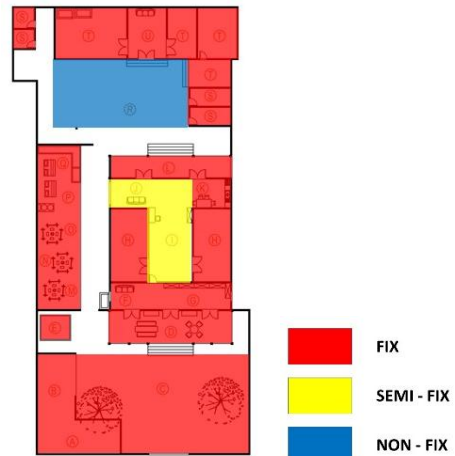 S
T U T T
S
T
S
R
S
Q L
J K
P
O
H I H
N
M
F G
E D
FIX
B C
SEMI - FIX
A
NON - FIX